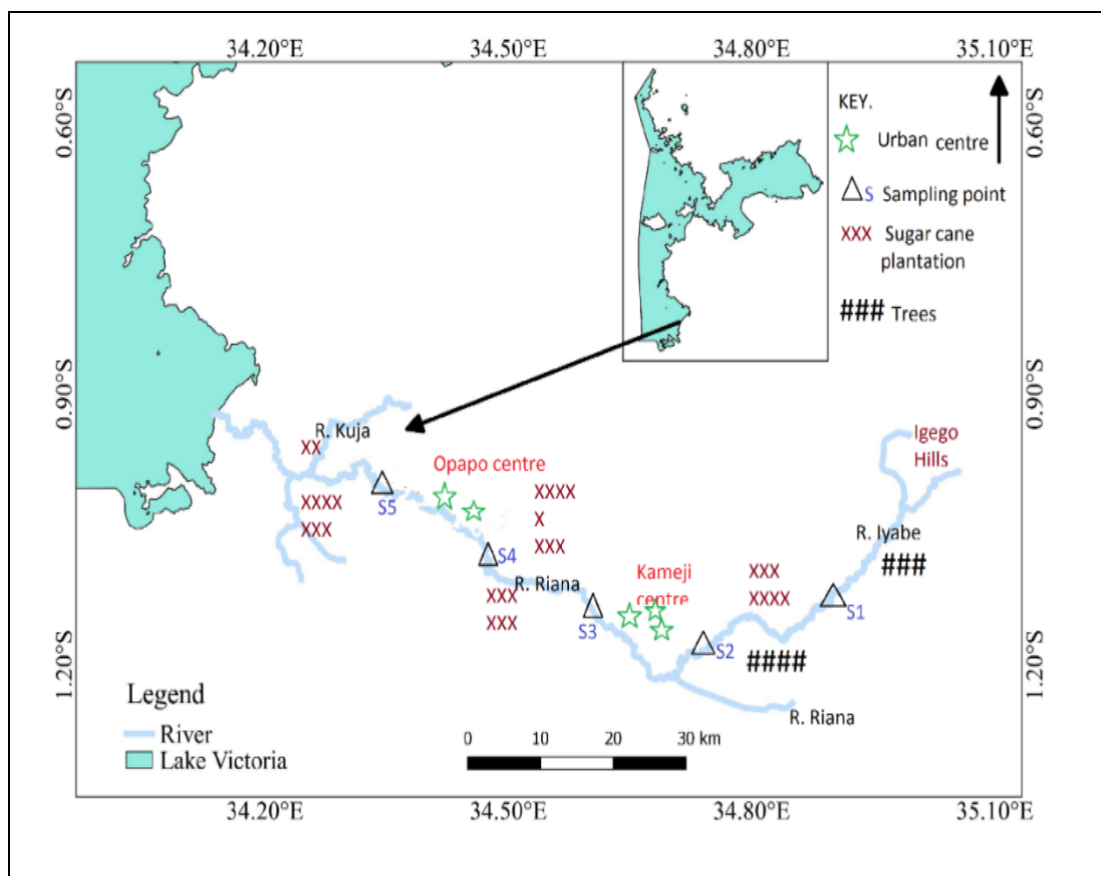 34.20°E 34.50°E 34.80°E 35.10°E
0.60°S
0.60°S
KEY.
Urban centre
S Sampling point
XXX Sugar cane
plantation
### Trees
0.90°S
0.90°S
R. Kuja
XX
Igego
Hills
Opapo centre
XXXX
X
XXX
XXXX
XXX
S5
S4
R. Iyabe
###
R. Riana
Kameji
centre
XXX
XXXX
XXX
XXX
S3
S1
S2
####
1.20°S
1.20°S
R. Riana
Legend
River
Lake Victoria
0 10 20 30 km
34.20°E 34.50°E 34.80°E 35.10°E